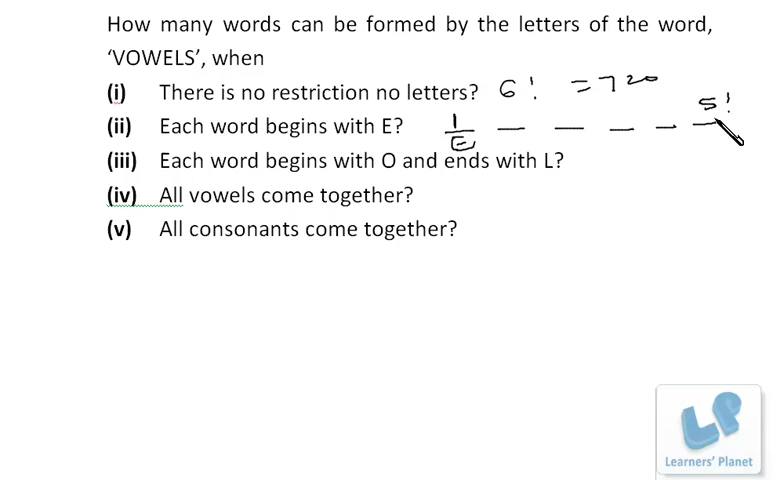 How many words can be formed by the letters of the word,
‘VOWELS’, when
(i) There is no restriction no letters? 6! = 720
5!
(ii) Each word begins with E? 1
E
(iii) Each word begins with O and ends with L?
(iv) All vowels come together?
(v) All consonants come together?
LP
Learners’ Planet